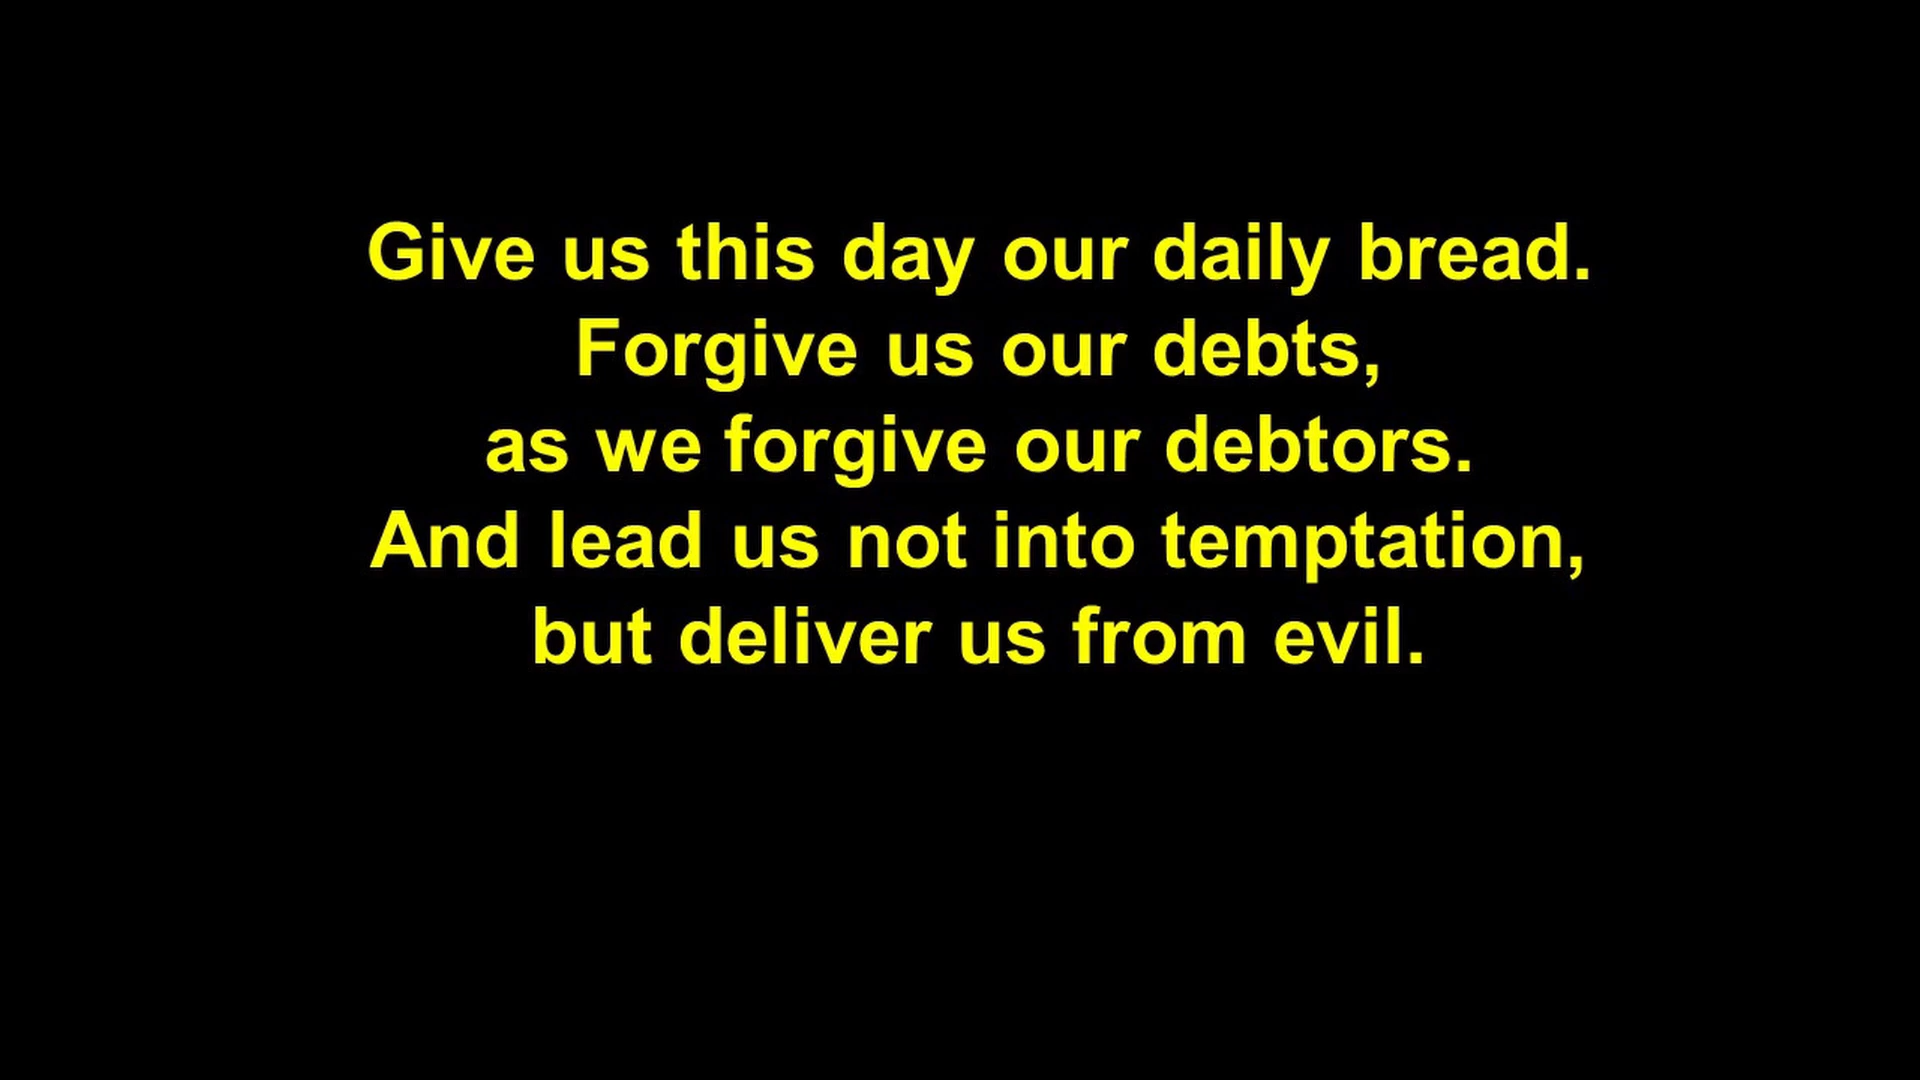 Give us this day our daily bread.
Forgive us our debts,
as we forgive our debtors.
And lead us not into temptation,
but deliver us from evil.